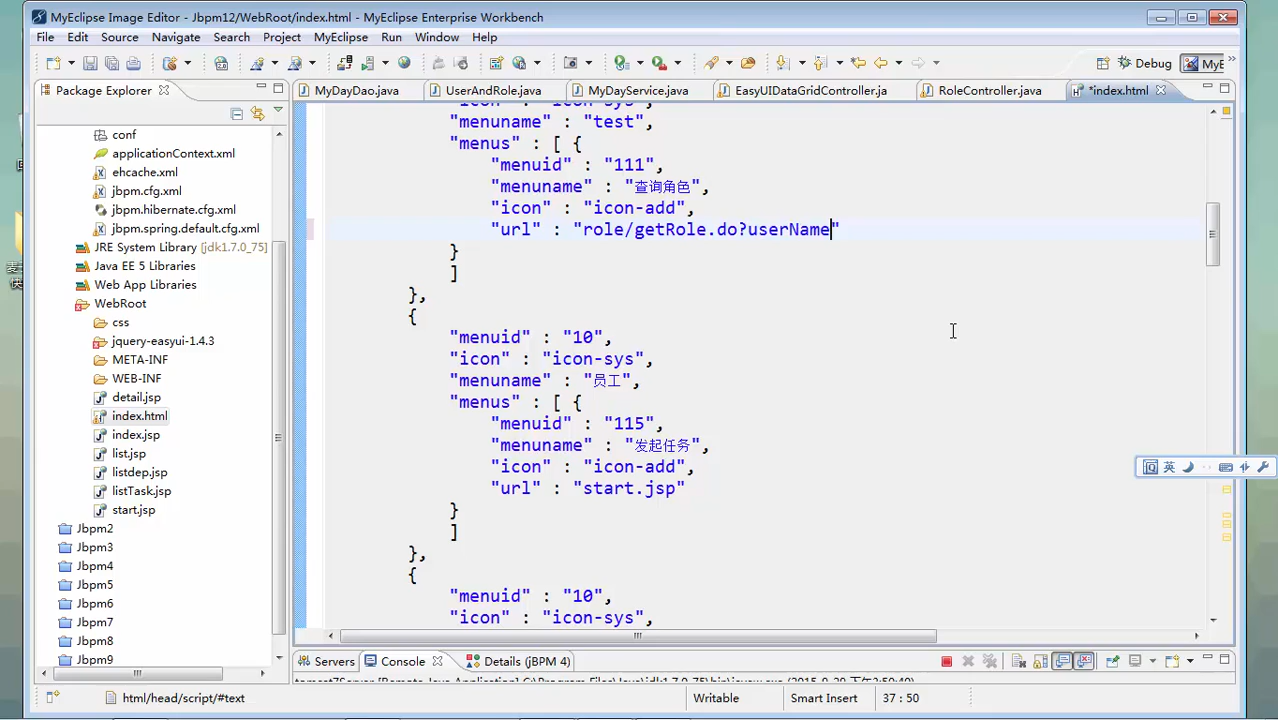 MyEclipse Image Editor - Jbpm12/WebRoot/index.html - MyEclipse Enterprise Workbench
File Edit Source Navigate Search Project MyEclipse Run Window Help
Debug MyE
Package Explorer
MyDayDao.java UserAndRole.java MyDayService.java EasyUIDataGridController.ja RoleController.java *index.html
conf
applicationContext.xml
ehcache.xml
jbpm.cfg.xml
jbpm.hibernate.cfg.xml
jbpm.spring.default.cfg.xml
JRE System Library [jdk1.7.0_75]
Java EE 5 Libraries
Web App Libraries
WebRoot
css
jquery-easyui-1.4.3
META-INF
WEB-INF
detail.jsp
index.html
index.jsp
list.jsp
listdep.jsp
listTask.jsp
start.jsp
Jbpm2
Jbpm3
Jbpm4
Jbpm5
Jbpm6
Jbpm7
Jbpm8
Jbpm9
"icon" : "icon-sys",
"menuname" : "test",
"menus" : [ {
"menuid" : "111",
"menuname" : "查询角色",
"icon" : "icon-add",
"url" : "role/getRole.do?userName"
}
]
},
{
"menuid" : "10",
"icon" : "icon-sys",
"menuname" : "员工",
"menus" : [ {
"menuid" : "115",
"menuname" : "发起任务",
"icon" : "icon-add",
"url" : "start.jsp"
}
]
},
{
"menuid" : "10",
"icon" : "icon-sys",
英
Servers Console Details (jBPM 4)
html/head/script/#text Writable Smart Insert 37 : 50